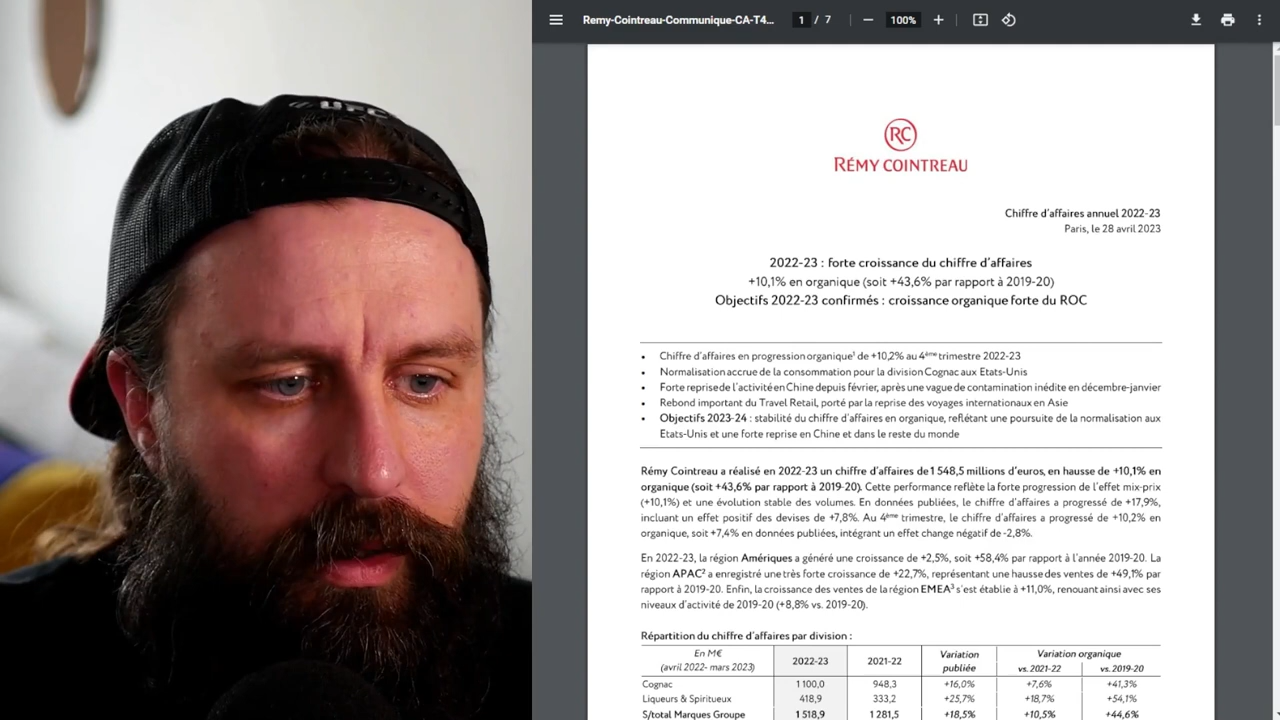 UFC
Remy-Cointreau-Communique-CA-T4...
1 / 7
100%
RC
RÉMY COINTREAU
Chiffre d'affaires annuel 2022-23
Paris, le 28 avril 2023
2022-23 : forte croissance du chiffre d'affaires
+10,1% en organique (soit +43,6% par rapport à 2019-20)
Objectifs 2022-23 confirmés : croissance organique forte du ROC
• Chiffre d'affaires en progression organique¹ de +10,2% au 4ème trimestre 2022-23
• Normalisation accrue de la consommation pour la division Cognac aux Etats-Unis
• Forte reprise de l'activité en Chine depuis février, après une vague de contamination inédite en décembre-janvier
• Rebond important du Travel Retail, porté par la reprise des voyages internationaux en Asie
• Objectifs 2023-24 : stabilité du chiffre d'affaires en organique, reflétant une poursuite de la normalisation aux
Etats-Unis et une forte reprise en Chine et dans le reste du monde
Rémy Cointreau a réalisé en 2022-23 un chiffre d'affaires de 1 548,5 millions d'euros, en hausse de +10,1% en
organique (soit +43,6% par rapport à 2019-20). Cette performance reflète la forte progression de l'effet mix-prix
(+10,1%) et une évolution stable des volumes. En données publiées, le chiffre d'affaires a progressé de +17,9%,
incluant un effet positif des devises de +7,8%. Au 4ème trimestre, le chiffre d'affaires a progressé de +10,2% en
organique, soit +7,4% en données publiées, intégrant un effet change négatif de -2,8%.
En 2022-23, la région Amériques a généré une croissance de +2,5%, soit +58,4% par rapport à l'année 2019-20. La
région APAC² a enregistré une très forte croissance de +22,7%, représentant une hausse des ventes de +49,1% par
rapport à 2019-20. Enfin, la croissance des ventes de la région EMEA³ s'est établie à +11,0%, renouant ainsi avec ses
niveaux d'activité de 2019-20 (+8,8% vs. 2019-20).
Répartition du chiffre d'affaires par division :
En M€ 2022-23 2021-22 Variation Variation organique
(avril 2022- mars 2023) publiée vs. 2021-22 vs. 2019-20
Cognac 1 100,0 948,3 +16,0% +7,6% +41,3%
Liqueurs & Spiritueux 418,9 333,2 +25,7% +18,7% +54,1%
S/total Marques Groupe 1 518,9 1 281,5 +18,5% +10,5% +44,6%